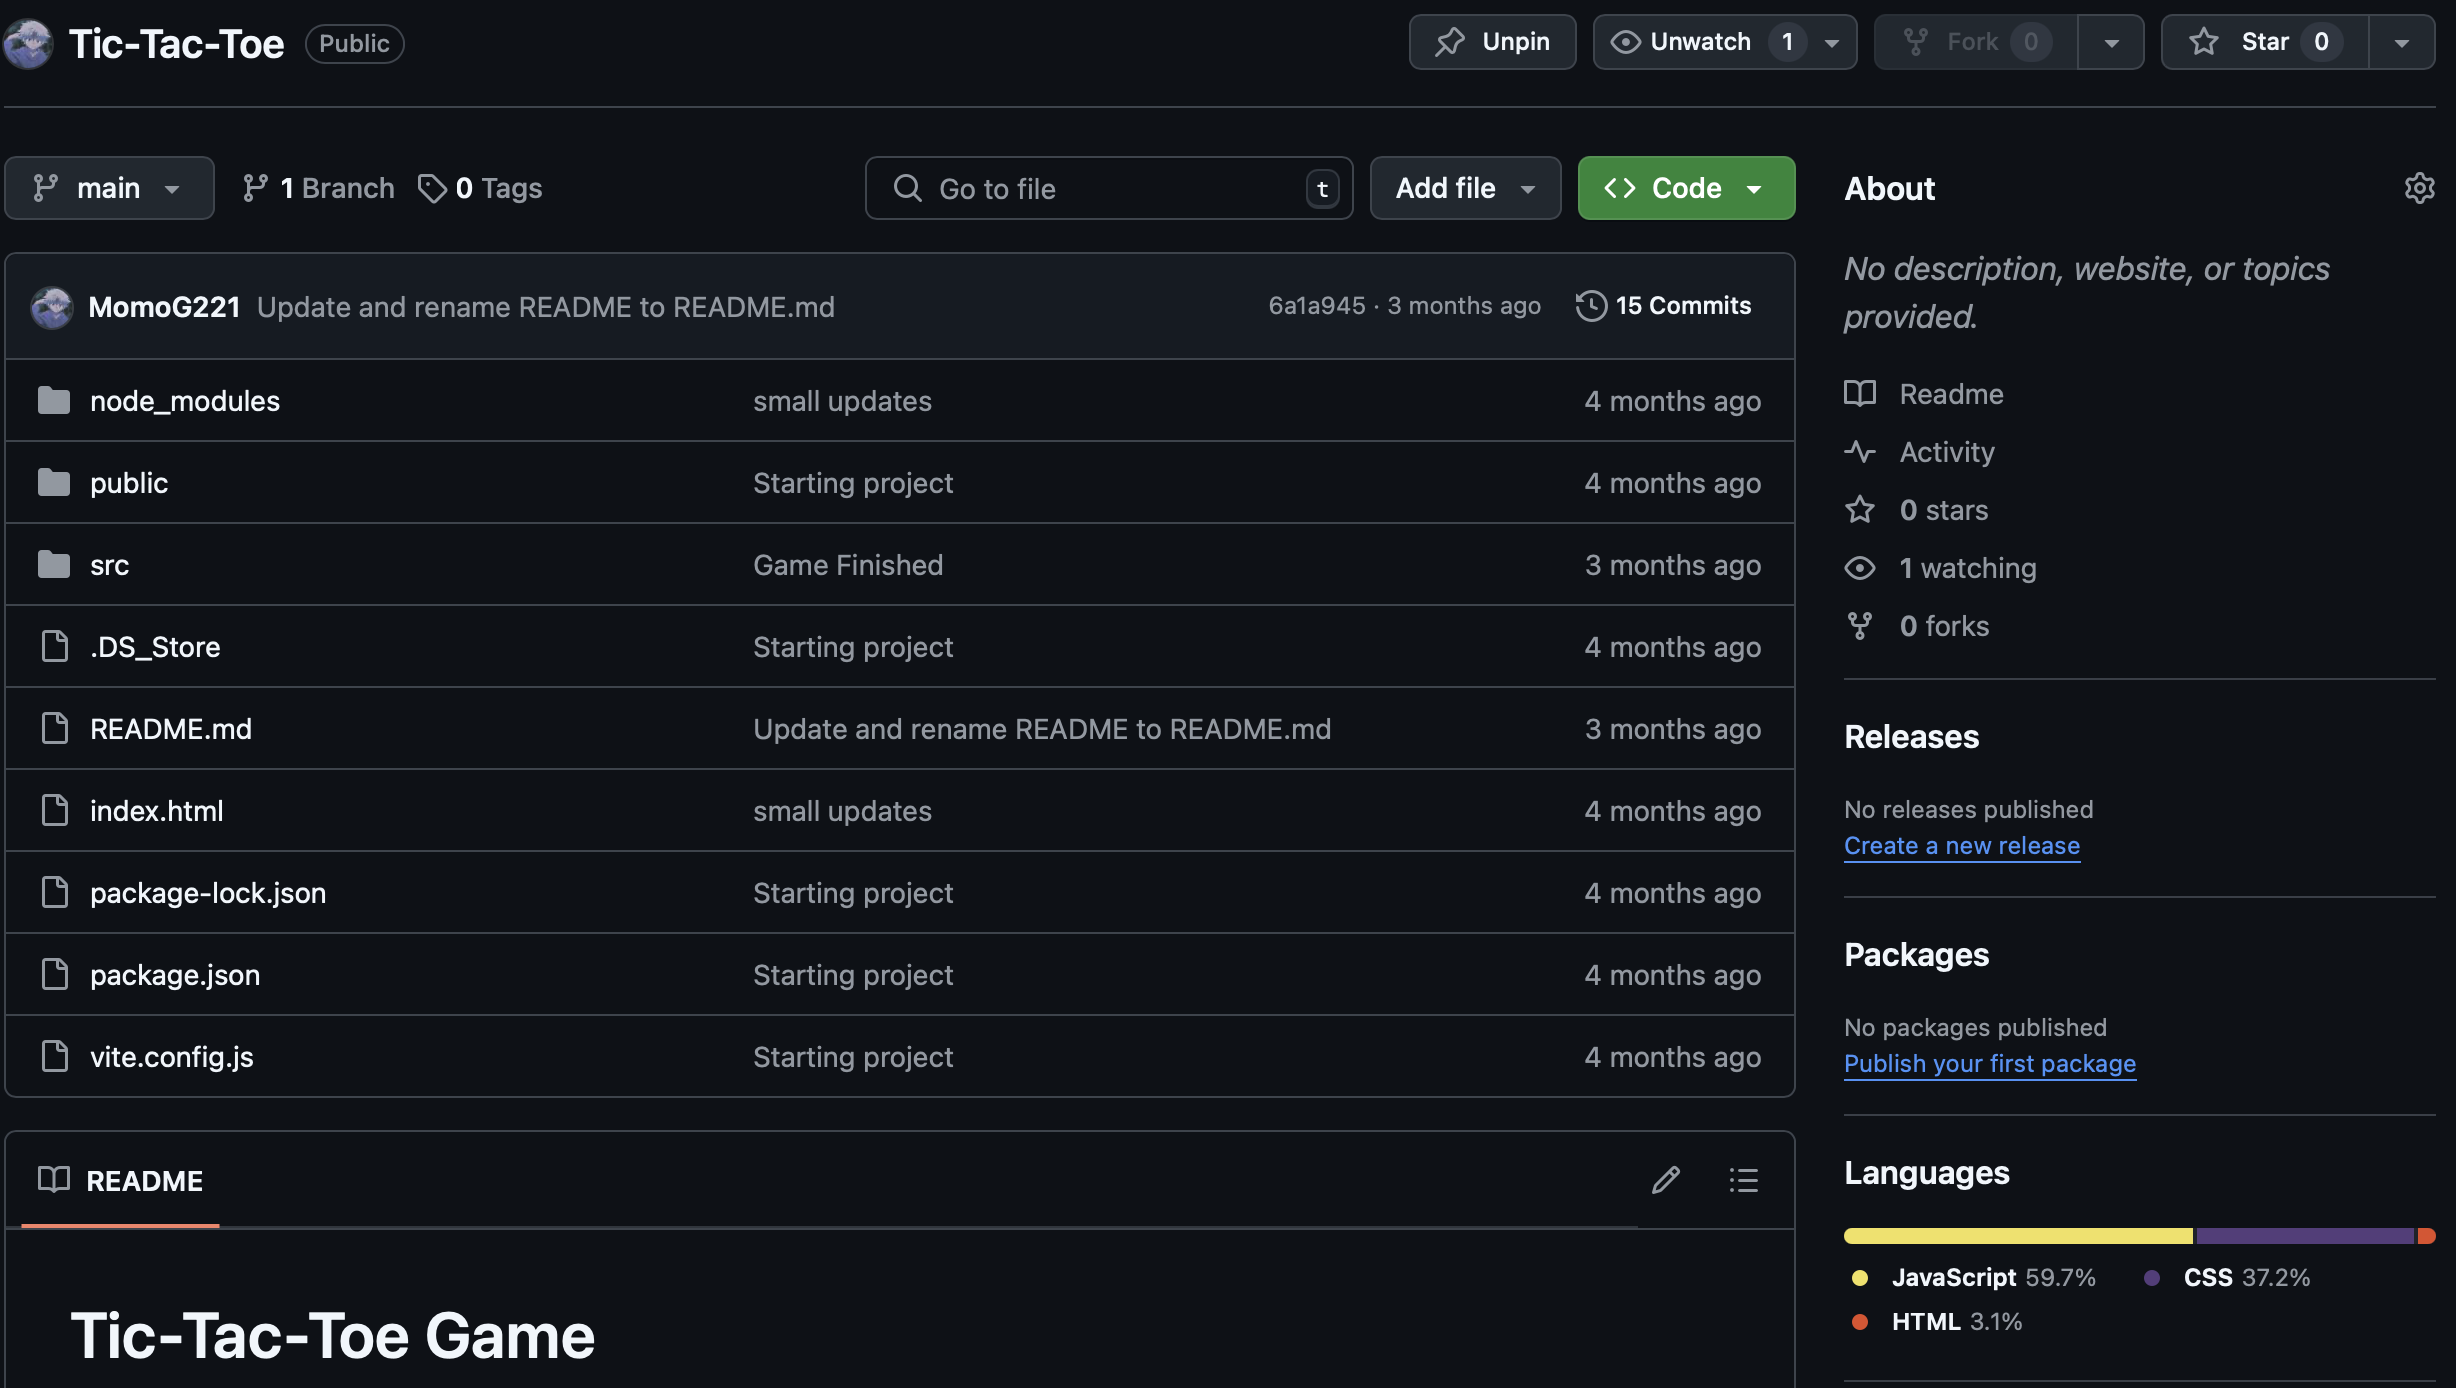 Tic-Tac-Toe Public Unpin Unwatch 1 Fork 0 Star 0
main 1 Branch 0 Tags Go to file t Add file Code
MomoG221 Update and rename README to README.md 6a1a945 · 3 months ago 15 Commits
node_modules small updates 4 months ago
public Starting project 4 months ago
src Game Finished 3 months ago
.DS_Store Starting project 4 months ago
README.md Update and rename README to README.md 3 months ago
index.html small updates 4 months ago
package-lock.json Starting project 4 months ago
package.json Starting project 4 months ago
vite.config.js Starting project 4 months ago
README
Tic-Tac-Toe Game
About
No description, website, or topics
provided.
Readme
Activity
0 stars
1 watching
0 forks
Releases
No releases published
Create a new release
Packages
No packages published
Publish your first package
Languages
JavaScript 59.7% CSS 37.2%
HTML 3.1%